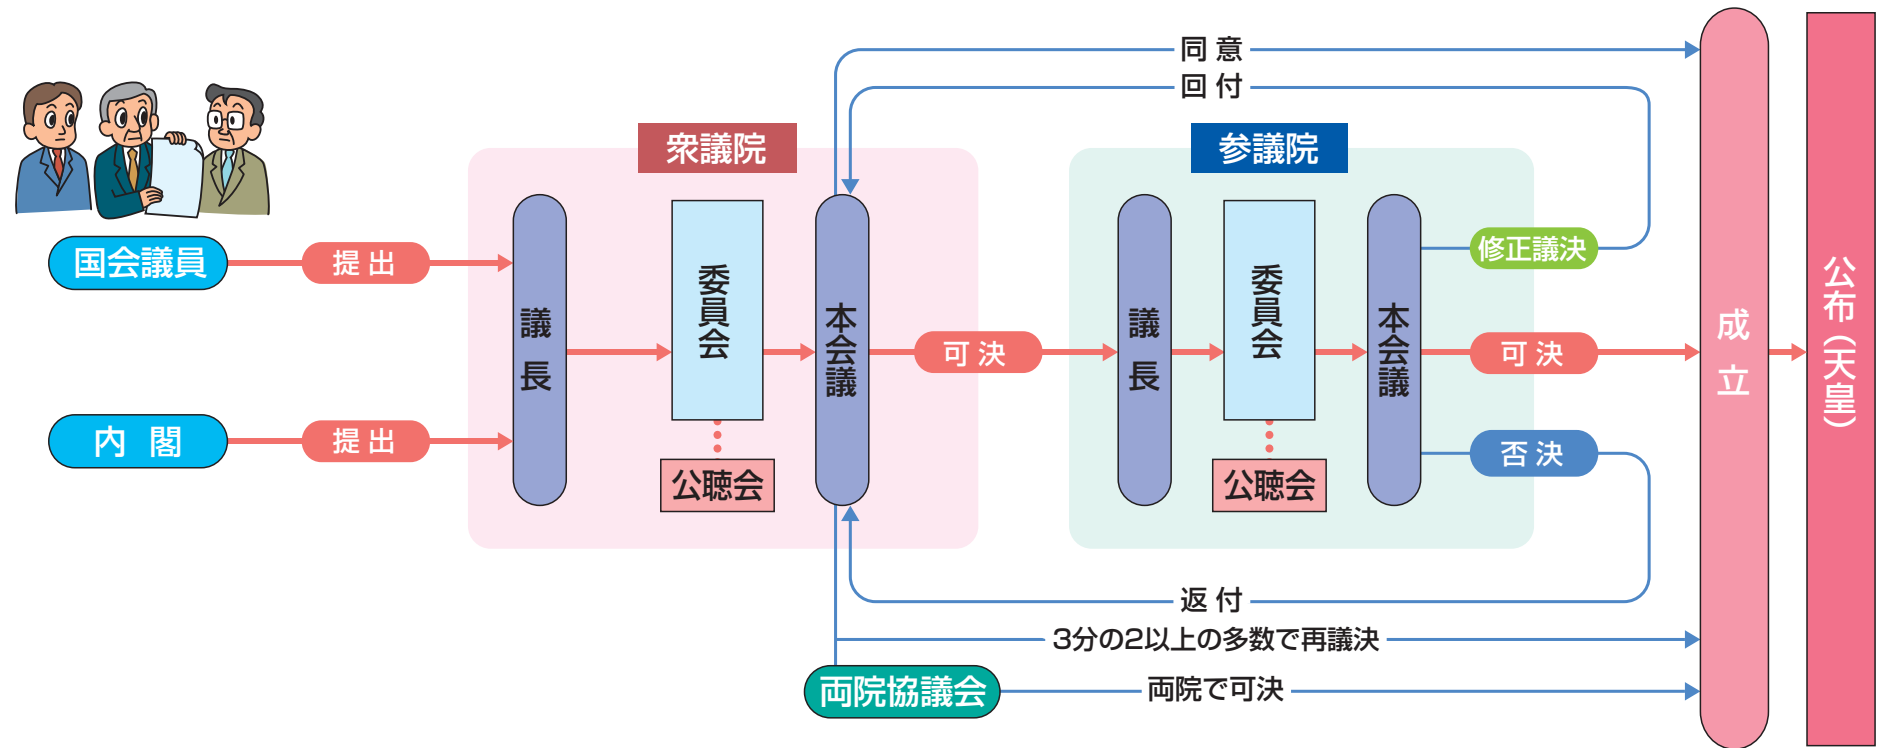 同意
回付
衆議院
参議院
国会議員
提出
議長
委員会
本会議
公聴会
内閣
提出
可決
議長
委員会
本会議
公聴会
修正議決
可決
否決
返付
3分の2以上の多数で再議決
両院協議会
両院で可決
成立
公布(天皇)